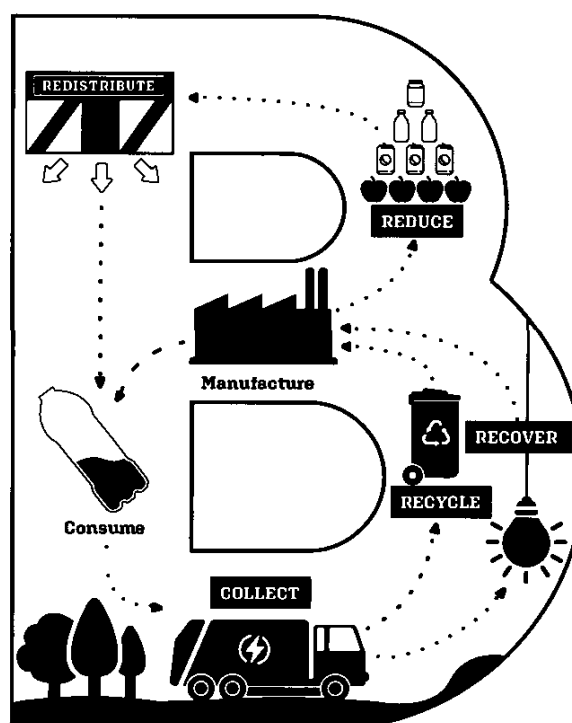 REDISTRIBUTE
REDUCE
Manufacture
RECOVER
RECYCLE
Consume
COLLECT